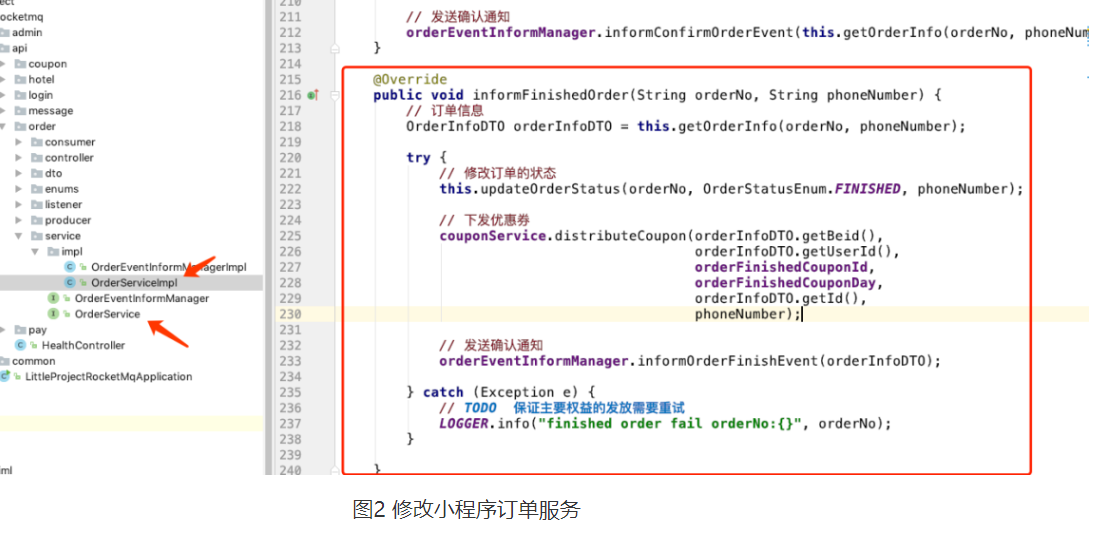 ect
ocketmq
admin
api
coupon
hotel
login
message
order
consumer
controller
dto
enums
listener
producer
service
impl
OrderEventInformManagerImpl
OrderServiceImpl
OrderEventInformManager
OrderService
pay
HealthController
common
LittleProjectRocketMqApplication
iml
210
211 // 发送确认通知
212 orderEventInformManager.informConfirmOrderEvent(this.getOrderInfo(orderNo, phoneNum
213 }
214
215 @Override
216 public void informFinishedOrder(String orderNo, String phoneNumber) {
217 // 订单信息
218 OrderInfoDTO orderInfoDTO = this.getOrderInfo(orderNo, phoneNumber);
219
220 try {
221 // 修改订单的状态
222 this.updateOrderStatus(orderNo, OrderStatusEnum.FINISHED, phoneNumber);
223
224 // 下发优惠券
225 couponService.distributeCoupon(orderInfoDTO.getBeid(),
226 orderInfoDTO.getUserId(),
227 orderFinishedCouponId,
228 orderFinishedCouponDay,
229 orderInfoDTO.getId(),
230 phoneNumber);
231
232 // 发送确认通知
233 orderEventInformManager.informOrderFinishEvent(orderInfoDTO);
234
235 } catch (Exception e) {
236 // TODO 保证主要权益的发放需要重试
237 LOGGER.info("finished order fail orderNo:{}", orderNo);
238 }
239
240 }
图2 修改小程序订单服务